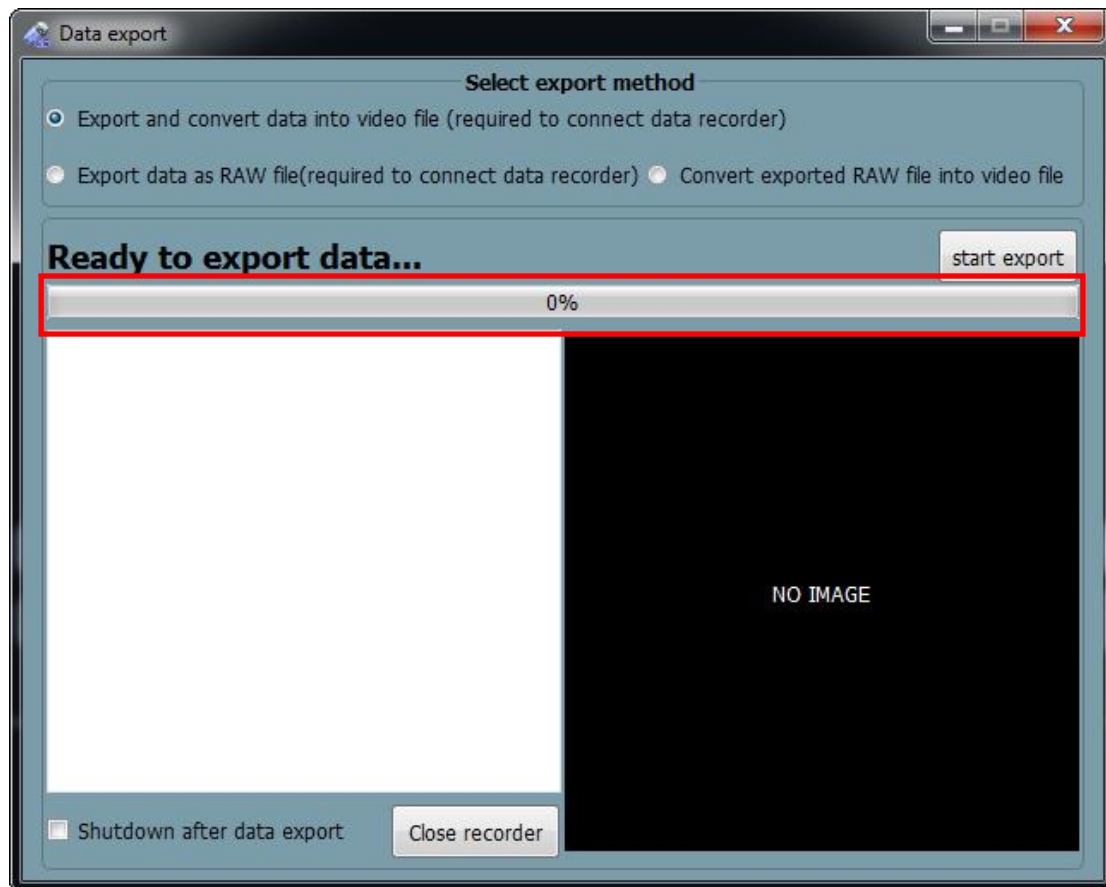 Data export
Select export method
Export and convert data into video file (required to connect data recorder)
Export data as RAW file(required to connect data recorder) Convert exported RAW file into video file
Ready to export data...
start export
0%
NO IMAGE
Shutdown after data export
Close recorder